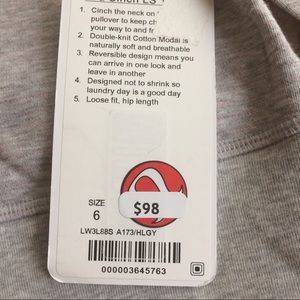 Cinch LS
1. Cinch the neck on
pullover to keep
your way to and
2. Double-knit Cotton Modal is
naturally soft and breathable
3. Reversible design means you
can arrive in one look and
leave in another
4. Designed not to shrink so
laundry day is a good day
5. Loose fit, hip length
SIZE
6
$98
LW3L68S A173/HLGY
000003645763